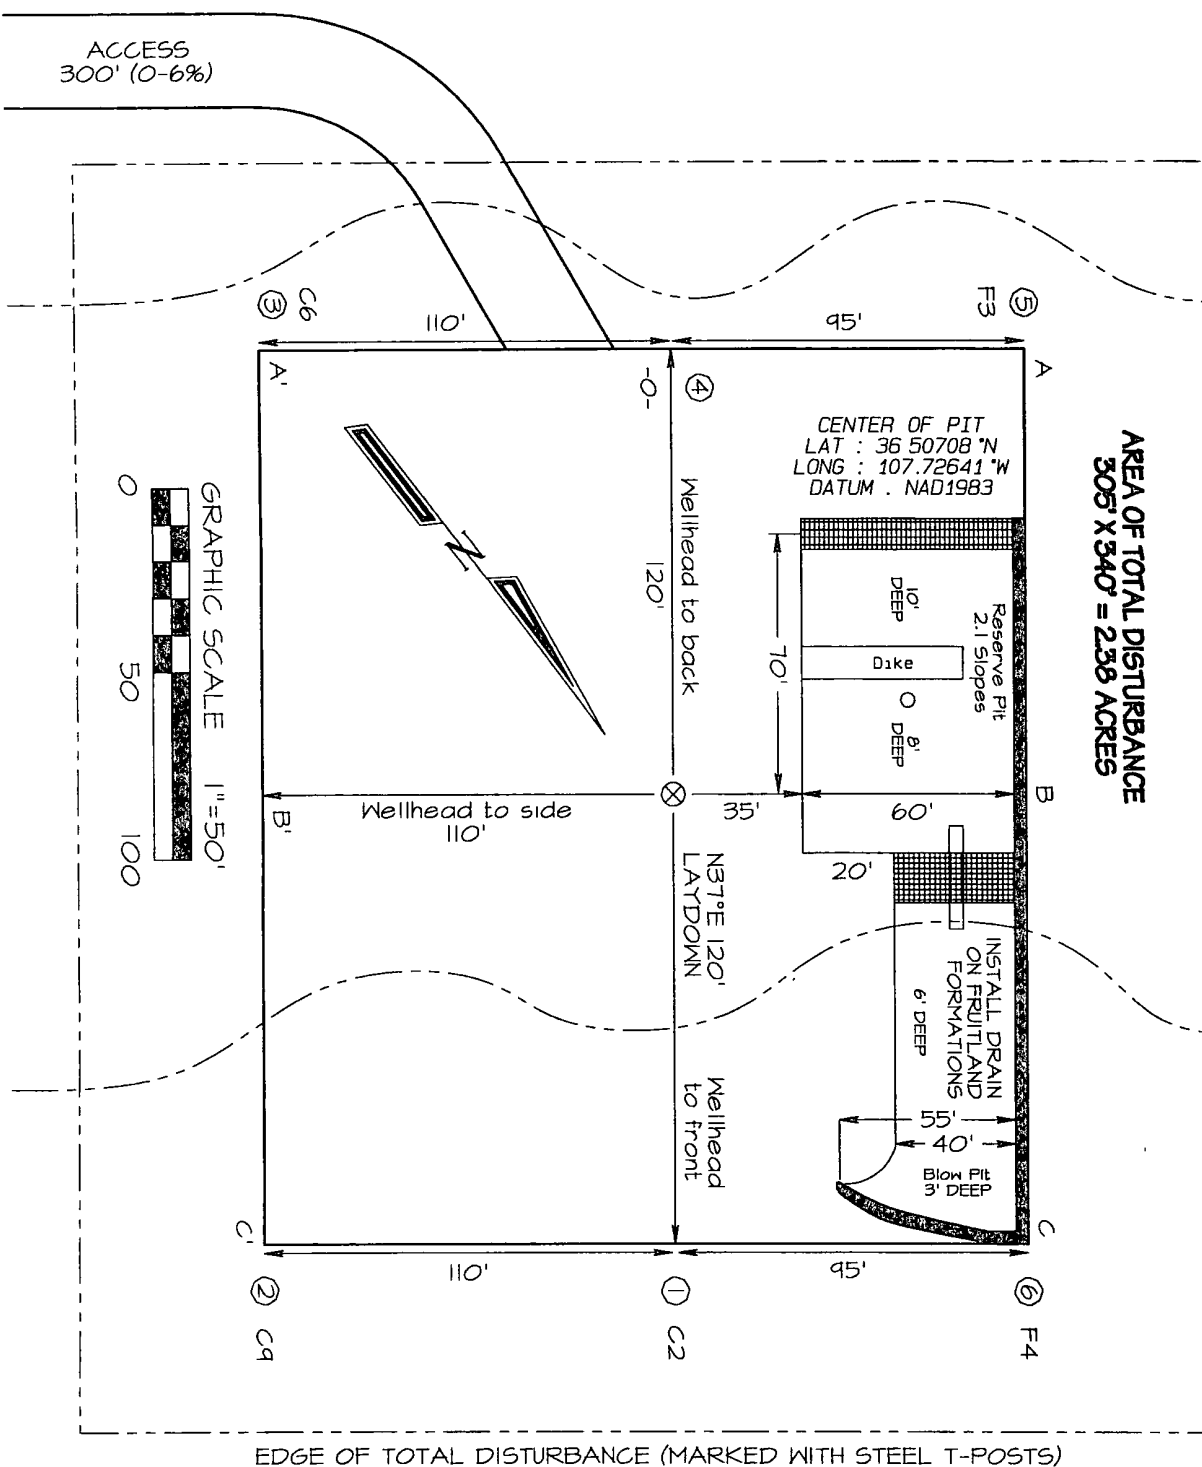 ACCESS
300' (0-6%)
C6
③
110'
95'
F3
⑤
A'
④
-0-
A
CENTER OF PIT
LAT : 36 50708 °N
LONG : 107.72641 °W
DATUM . NAD1983
AREA OF TOTAL DISTURBANCE
305' X 340' = 2.38 ACRES
Wellhead to back
120'
N
10'
DEEP
Reserve Pit
2.1 Slopes
Dike
70'
8'
DEEP
GRAPHIC SCALE 1"=50'
0
50
100
B'
Wellhead to side
110'
35'
60'
B
20'
N37°E 120'
LAYDOWN
INSTALL DRAIN
ON FRUITLAND
FORMATIONS
6' DEEP
Wellhead
to front
55'
40'
Blow Pit
3' DEEP
C'
C
110'
95'
②
C9
①
C2
⑥
F4
EDGE OF TOTAL DISTURBANCE (MARKED WITH STEEL T-POSTS)